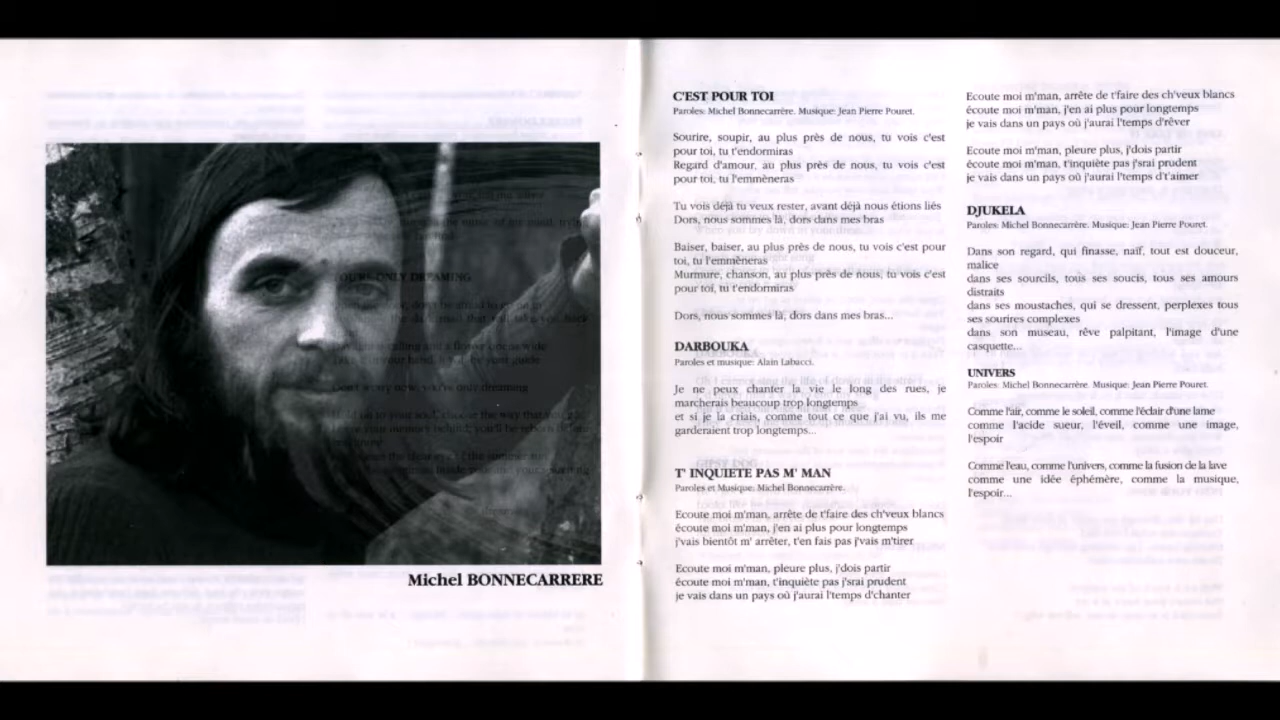 OURS ONLY DREAMING
Michel BONNECARRERE
C'EST POUR TOI
Paroles: Michel Bonnecarrère. Musique: Jean Pierre Pouret.
Sourire, soupir, au plus près de nous, tu vois c'est
pour toi, tu t'endormiras
Regard d'amour, au plus près de nous, tu vois c'est
pour toi, tu l'emmèneras
Tu vois déjà tu veux rester, avant déjà nous étions liés
Dors, nous sommes là, dors dans mes bras
Baiser, baiser, au plus près de nous, tu vois c'est pour
toi, tu l'emmèneras
Murmure, chanson, au plus près de nous, tu vois c'est
pour toi, tu t'endormiras
Dors, nous sommes là, dors dans mes bras...
DARBOUKA
Paroles et musique: Alain Labacci.
Je ne peux chanter la vie le long des rues, je
marcherais beaucoup trop longtemps
et si je la criais, comme tout ce que j'ai vu, ils me
garderaient trop longtemps...
T' INQUIETE PAS M' MAN
Paroles et Musique: Michel Bonnecarrère.
Ecoute moi m'man, arrête de t'faire des ch'veux blancs
écoute moi m'man, j'en ai plus pour longtemps
j'vais bientôt m' arrêter, t'en fais pas j'vais m'tirer
Ecoute moi m'man, pleure plus, j'dois partir
écoute moi m'man, t'inquiète pas j'srai prudent
je vais dans un pays où j'aurai l'temps d'chanter
Ecoute moi m'man, arrête de t'faire des ch'veux blancs
écoute moi m'man, j'en ai plus pour longtemps
je vais dans un pays où j'aurai l'temps d'rêver
Ecoute moi m'man, pleure plus, j'dois partir
écoute moi m'man, t'inquiète pas j'srai prudent
je vais dans un pays où j'aurai l'temps d't'aimer
DJUKELA
Paroles: Michel Bonnecarrère. Musique: Jean Pierre Pouret.
Dans son regard, qui finasse, naïf, tout est douceur,
malice
dans ses sourcils, tous ses soucis, tous ses amours
distraits
dans ses moustaches, qui se dressent, perplexes tous
ses sourires complexes
dans son museau, rêve palpitant, l'image d'une
casquette...
UNIVERS
Paroles: Michel Bonnecarrère. Musique: Jean Pierre Pouret.
Comme l'air, comme le soleil, comme l'éclair d'une lame
comme l'acide sueur, l'éveil, comme une image,
l'espoir
Comme l'eau, comme l'univers, comme la fusion de la lave
comme une idée éphémère, comme la musique,
l'espoir...